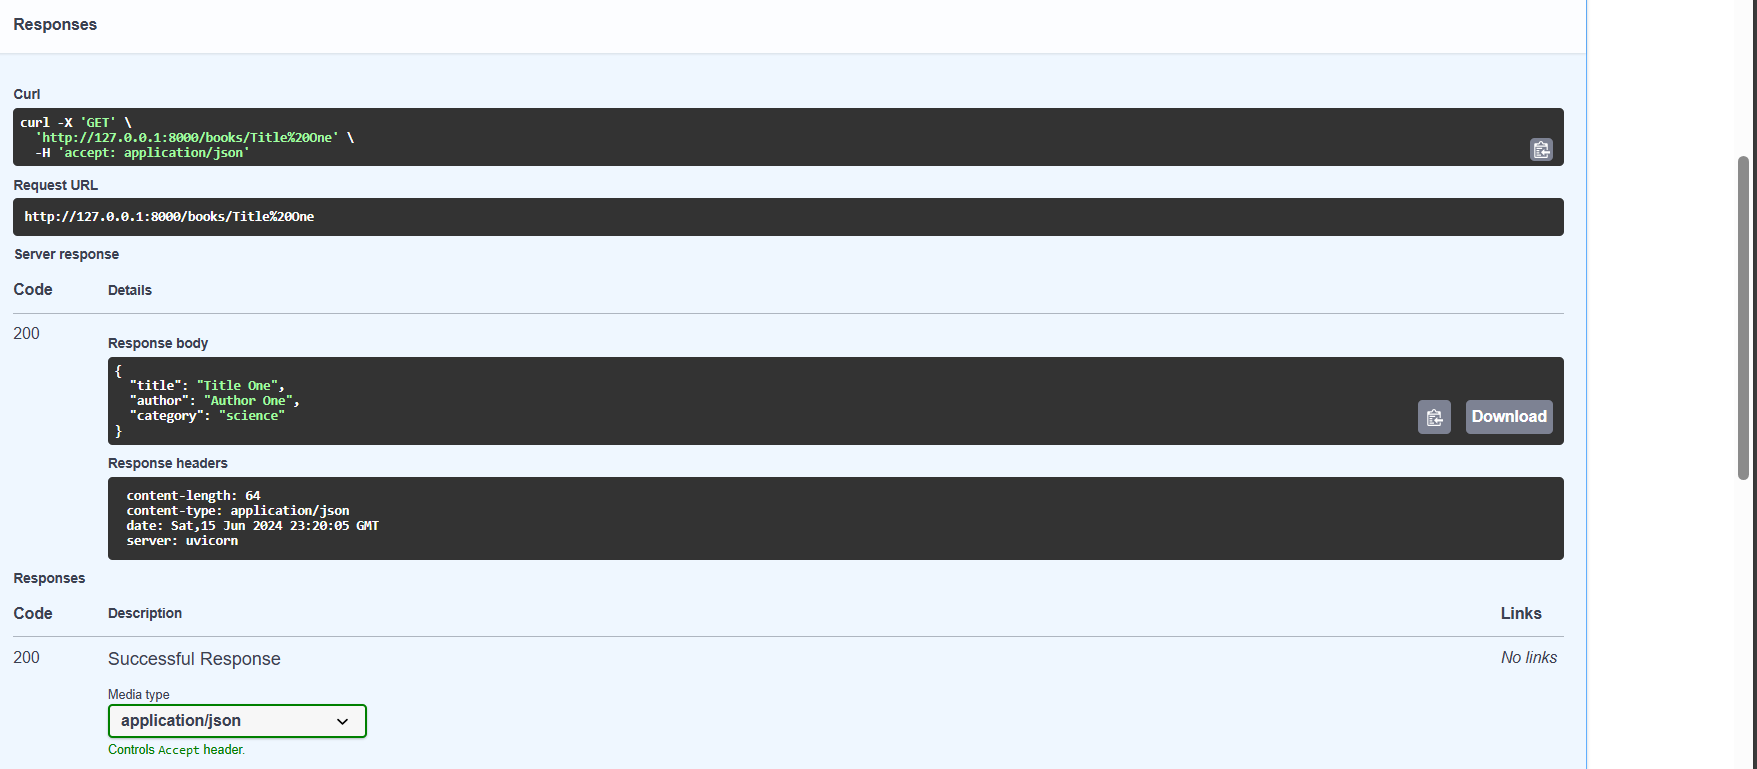 Responses
Curl
curl -X 'GET' \
  'http://127.0.0.1:8000/books/Title%20One' \
  -H 'accept: application/json'
Request URL
http://127.0.0.1:8000/books/Title%20One
Server response
Code Details
200
Response body
{
  "title": "Title One",
  "author": "Author One",
  "category": "science"
}
Download
Response headers
content-length: 64
content-type: application/json
date: Sat,15 Jun 2024 23:20:05 GMT
server: uvicorn
Responses
Code Description Links
200 Successful Response No links
Media type
application/json
Controls Accept header.